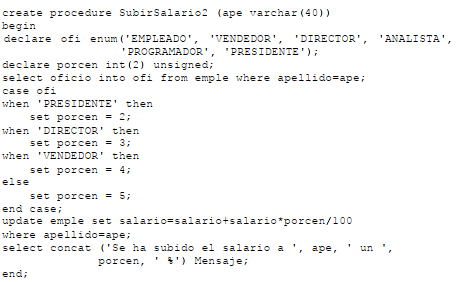 create procedure SubirSalario2 (ape varchar(40))
begin
declare ofi enum('EMPLEADO', 'VENDEDOR', 'DIRECTOR', 'ANALISTA',
'PROGRAMADOR', 'PRESIDENTE');
declare porcen int(2) unsigned;
select oficio into ofi from emple where apellido=ape;
case ofi
when 'PRESIDENTE' then
set porcen = 2;
when 'DIRECTOR' then
set porcen = 3;
when 'VENDEDOR' then
set porcen = 4;
else
set porcen = 5;
end case;
update emple set salario=salario+salario*porcen/100
where apellido=ape;
select concat ('Se ha subido el salario a ', ape, ' un ',
porcen, ' %') Mensaje;
end;